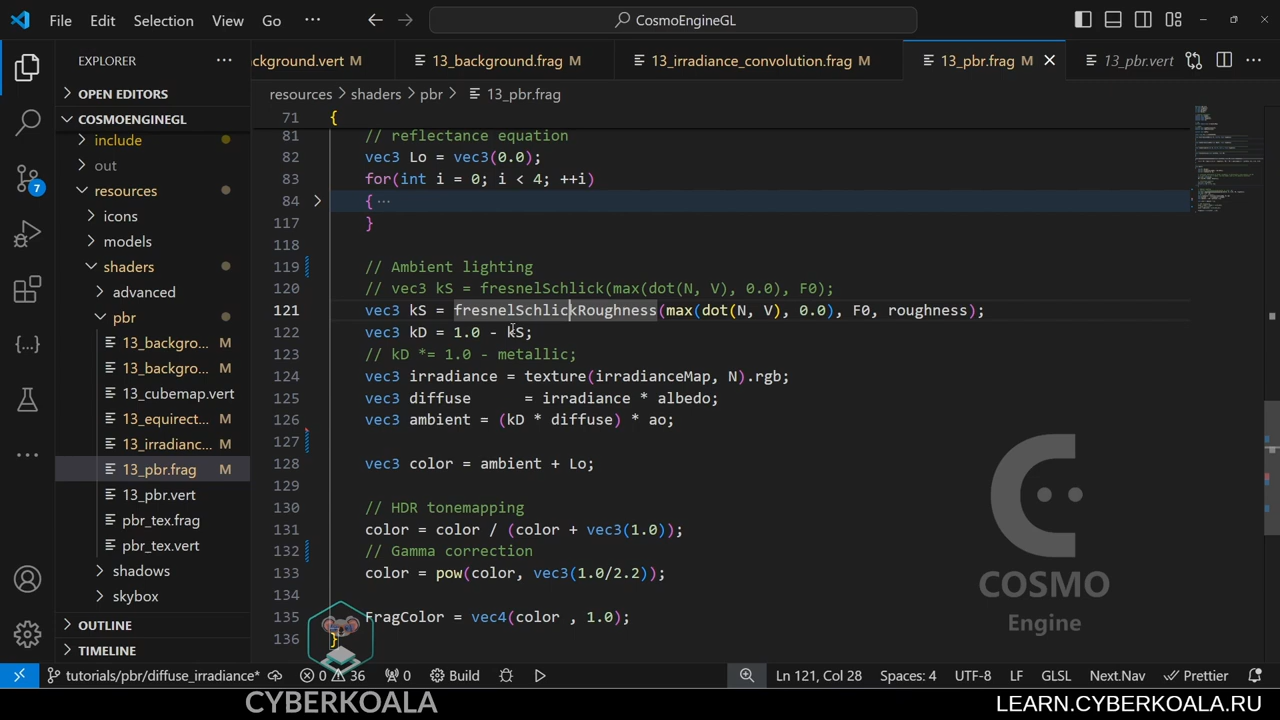 File Edit Selection View Go ··· CosmoEngineGL
EXPLORER ···
ckground.vert M 13_background.frag M 13_irradiance_convolution.frag M 13_pbr.frag M 13_pbr.vert ···
OPEN EDITORS
COSMOENGINEGL
include
out
resources
icons
models
shaders
advanced
pbr
13_backgro... M
13_backgro... M
13_cubemap.vert
13_equirect... M
13_irradianc... M
13_pbr.frag M
13_pbr.vert
pbr_tex.frag
pbr_tex.vert
shadows
skybox
OUTLINE
TIMELINE
7
resources > shaders > pbr > 13_pbr.frag
71 {
81 // reflectance equation
82 vec3 Lo = vec3(0.0);
83 for(int i = 0; i < 4; ++i)
84 { ···
117 }
118
119 // Ambient lighting
120 // vec3 kS = fresnelSchlick(max(dot(N, V), 0.0), F0);
121 vec3 kS = fresnelSchlickRoughness(max(dot(N, V), 0.0), F0, roughness);
122 vec3 kD = 1.0 - kS;
123 // kD *= 1.0 - metallic;
124 vec3 irradiance = texture(irradianceMap, N).rgb;
125 vec3 diffuse      = irradiance * albedo;
126 vec3 ambient = (kD * diffuse) * ao;
127
128 vec3 color = ambient + Lo;
129
130 // HDR tonemapping
131 color = color / (color + vec3(1.0));
132 // Gamma correction
133 color = pow(color, vec3(1.0/2.2));
134
135 FragColor = vec4(color , 1.0);
136 }
COSMO
Engine
tutorials/pbr/diffuse_irradiance* 0 36 0 Build Ln 121, Col 28 Spaces: 4 UTF-8 LF GLSL Next.Nav Prettier
CYBERKOALA LEARN.CYBERKOALA.RU